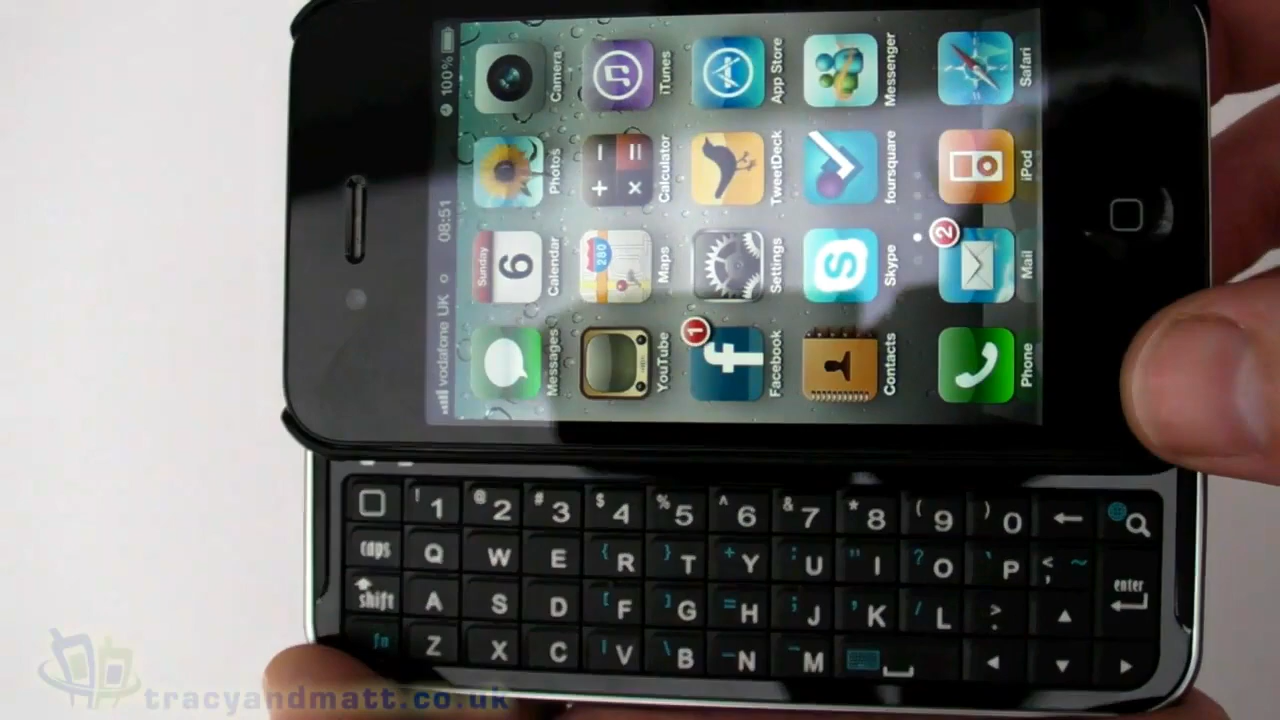 vodafone UK 08:51 100%
Messages Calendar Photos Camera
Sunday
6
YouTube Maps Calculator iTunes
280
+ − × =
Facebook Settings TweetDeck App Store
1
f
Contacts Skype foursquare Messenger
S
Phone Mail iPod Safari
2
! 1 @ 2 # 3 $ 4 % 5 ^ 6 & 7 * 8 ( 9 ) 0 ←
caps Q W E { R } T + Y : U " I ? O ` P < , ~
enter
shift A S D [ F ] G = H ; J ' K / L > . ▲
fn Z X C | V \ B - N _ M ◀ ▼ ▶
tracyandmatt.co.uk